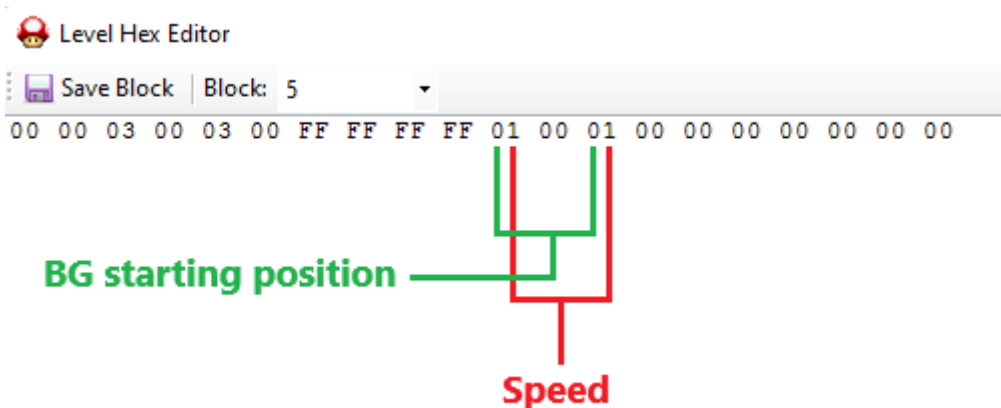 Level Hex Editor
Save Block Block: 5
00 00 03 00 03 00 FF FF FF FF 01 00 01 00 00 00 00 00 00 00
BG starting position
Speed